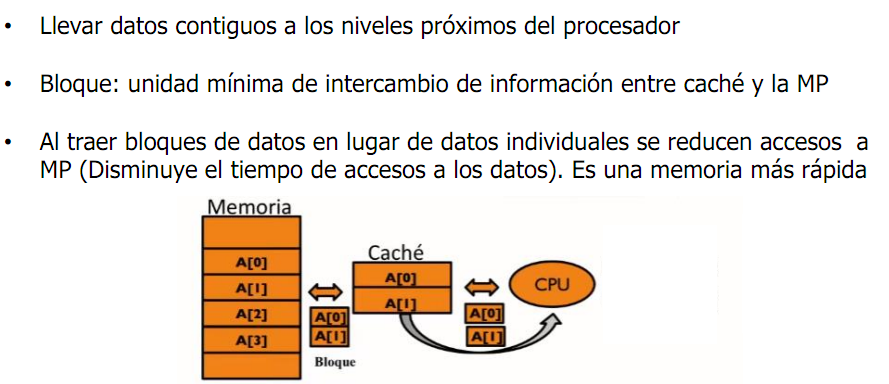 • Llevar datos contiguos a los niveles próximos del procesador
• Bloque: unidad mínima de intercambio de información entre caché y la MP
• Al traer bloques de datos en lugar de datos individuales se reducen accesos a
MP (Disminuye el tiempo de accesos a los datos). Es una memoria más rápida
Memoria
A[0]
A[1]
A[2]
A[3]
A[0]
A[1]
Bloque
Caché
A[0]
A[1]
A[0]
A[1]
CPU